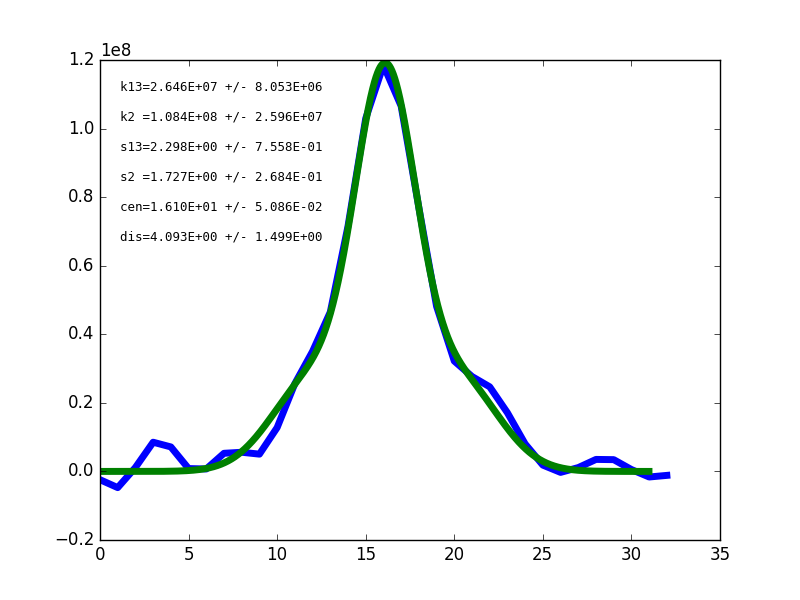 1e8
1.2
k13=2.646E+07 +/- 8.053E+06
k2 =1.084E+08 +/- 2.596E+07
1.0
s13=2.298E+00 +/- 7.558E-01
s2 =1.727E+00 +/- 2.684E-01
0.8
cen=1.610E+01 +/- 5.086E-02
dis=4.093E+00 +/- 1.499E+00
0.6
0.4
0.2
0.0
−0.2
0 5 10 15 20 25 30 35